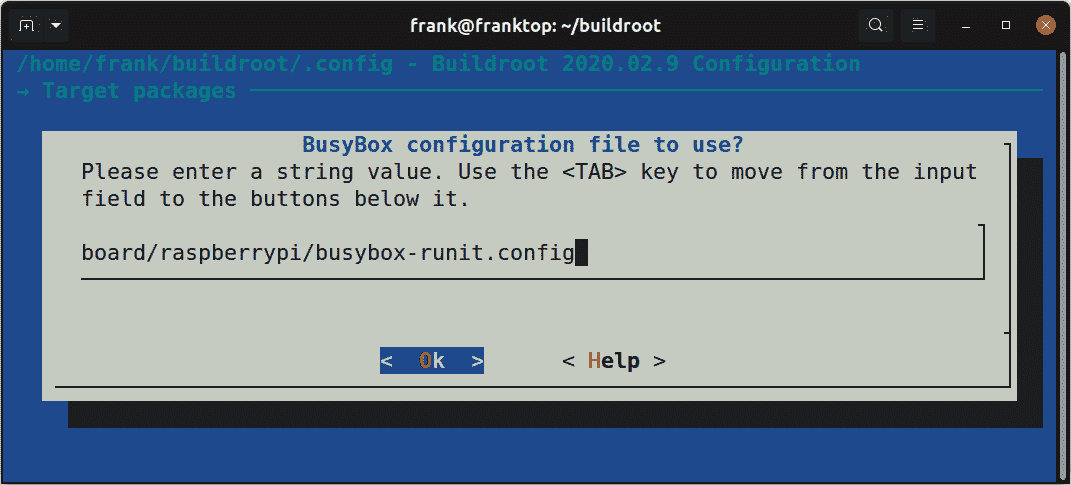 frank@franktop: ~/buildroot
/home/frank/buildroot/.config - Buildroot 2020.02.9 Configuration
→ Target packages
BusyBox configuration file to use?
Please enter a string value. Use the <TAB> key to move from the input
field to the buttons below it.
board/raspberrypi/busybox-runit.config
< Ok > < Help >